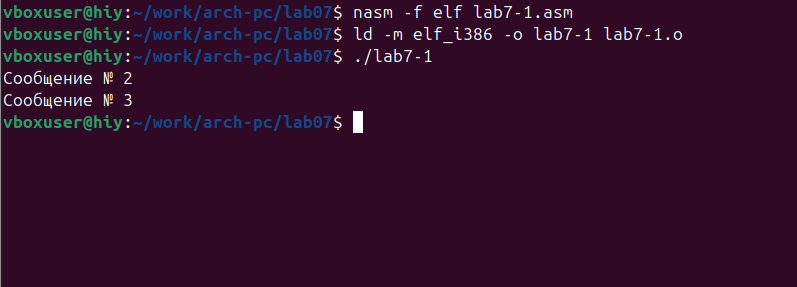 vboxuser@hiy:~/work/arch-pc/lab07$ nasm -f elf lab7-1.asm
vboxuser@hiy:~/work/arch-pc/lab07$ ld -m elf_i386 -o lab7-1 lab7-1.o
vboxuser@hiy:~/work/arch-pc/lab07$ ./lab7-1
Сообщение № 2
Сообщение № 3
vboxuser@hiy:~/work/arch-pc/lab07$